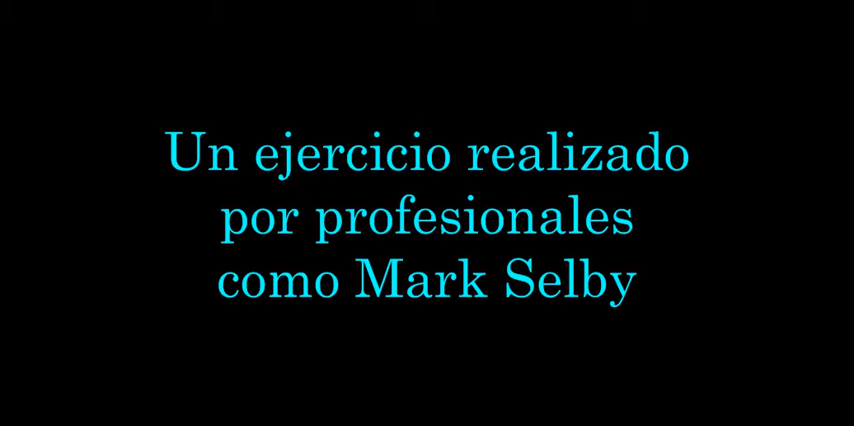 Un ejercicio realizado
por profesionales
como Mark Selby